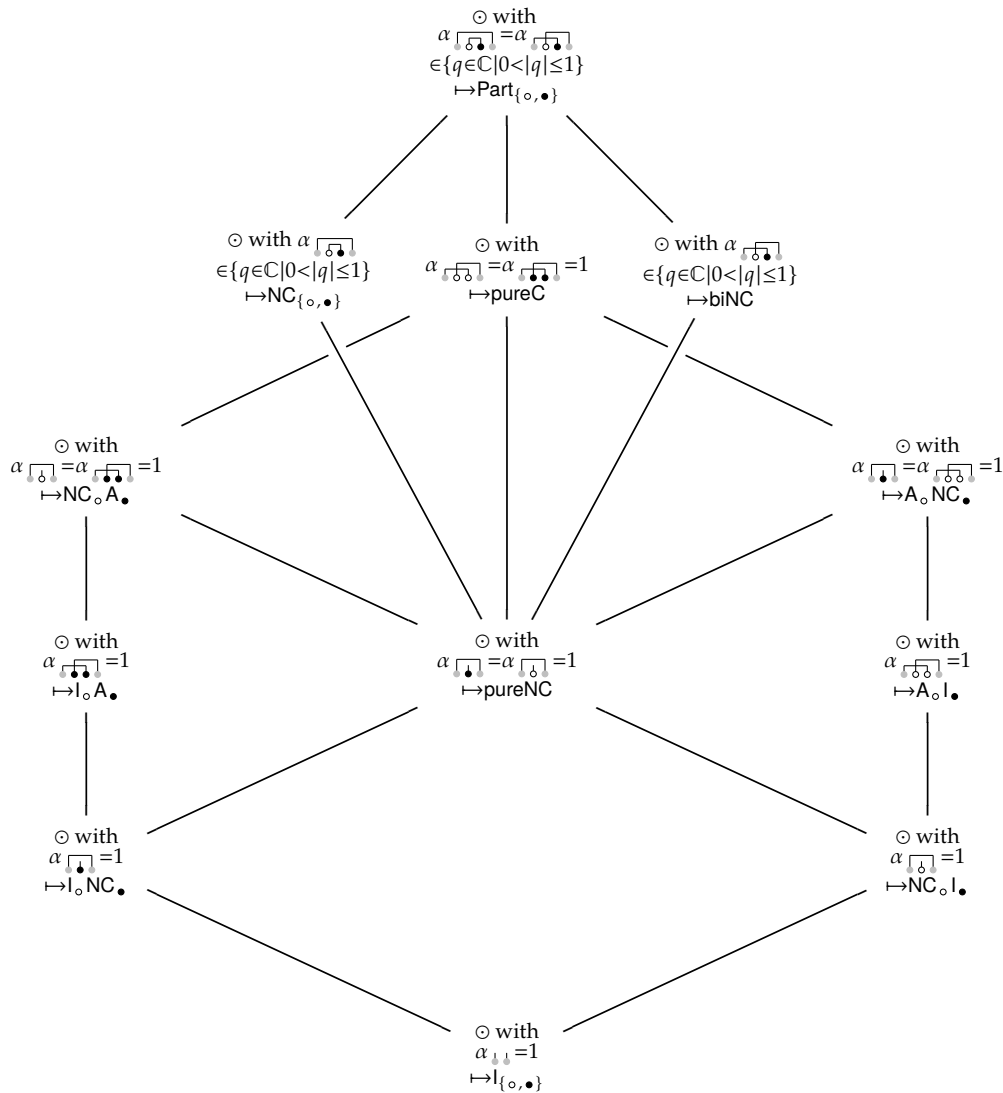 ⊙ with
α =α
∈{q∈ℂ|0<|q|≤1}
↦Part{∘,•}
⊙ with α
∈{q∈ℂ|0<|q|≤1}
↦NC{∘,•}
⊙ with
α =α =1
↦pureC
⊙ with α
∈{q∈ℂ|0<|q|≤1}
↦biNC
⊙ with
α =α =1
↦NC∘A•
⊙ with
α =α =1
↦A∘NC•
⊙ with
α =1
↦I∘A•
⊙ with
α =α =1
↦pureNC
⊙ with
α =1
↦A∘I•
⊙ with
α =1
↦I∘NC•
⊙ with
α =1
↦NC∘I•
⊙ with
α =1
↦I{∘,•}